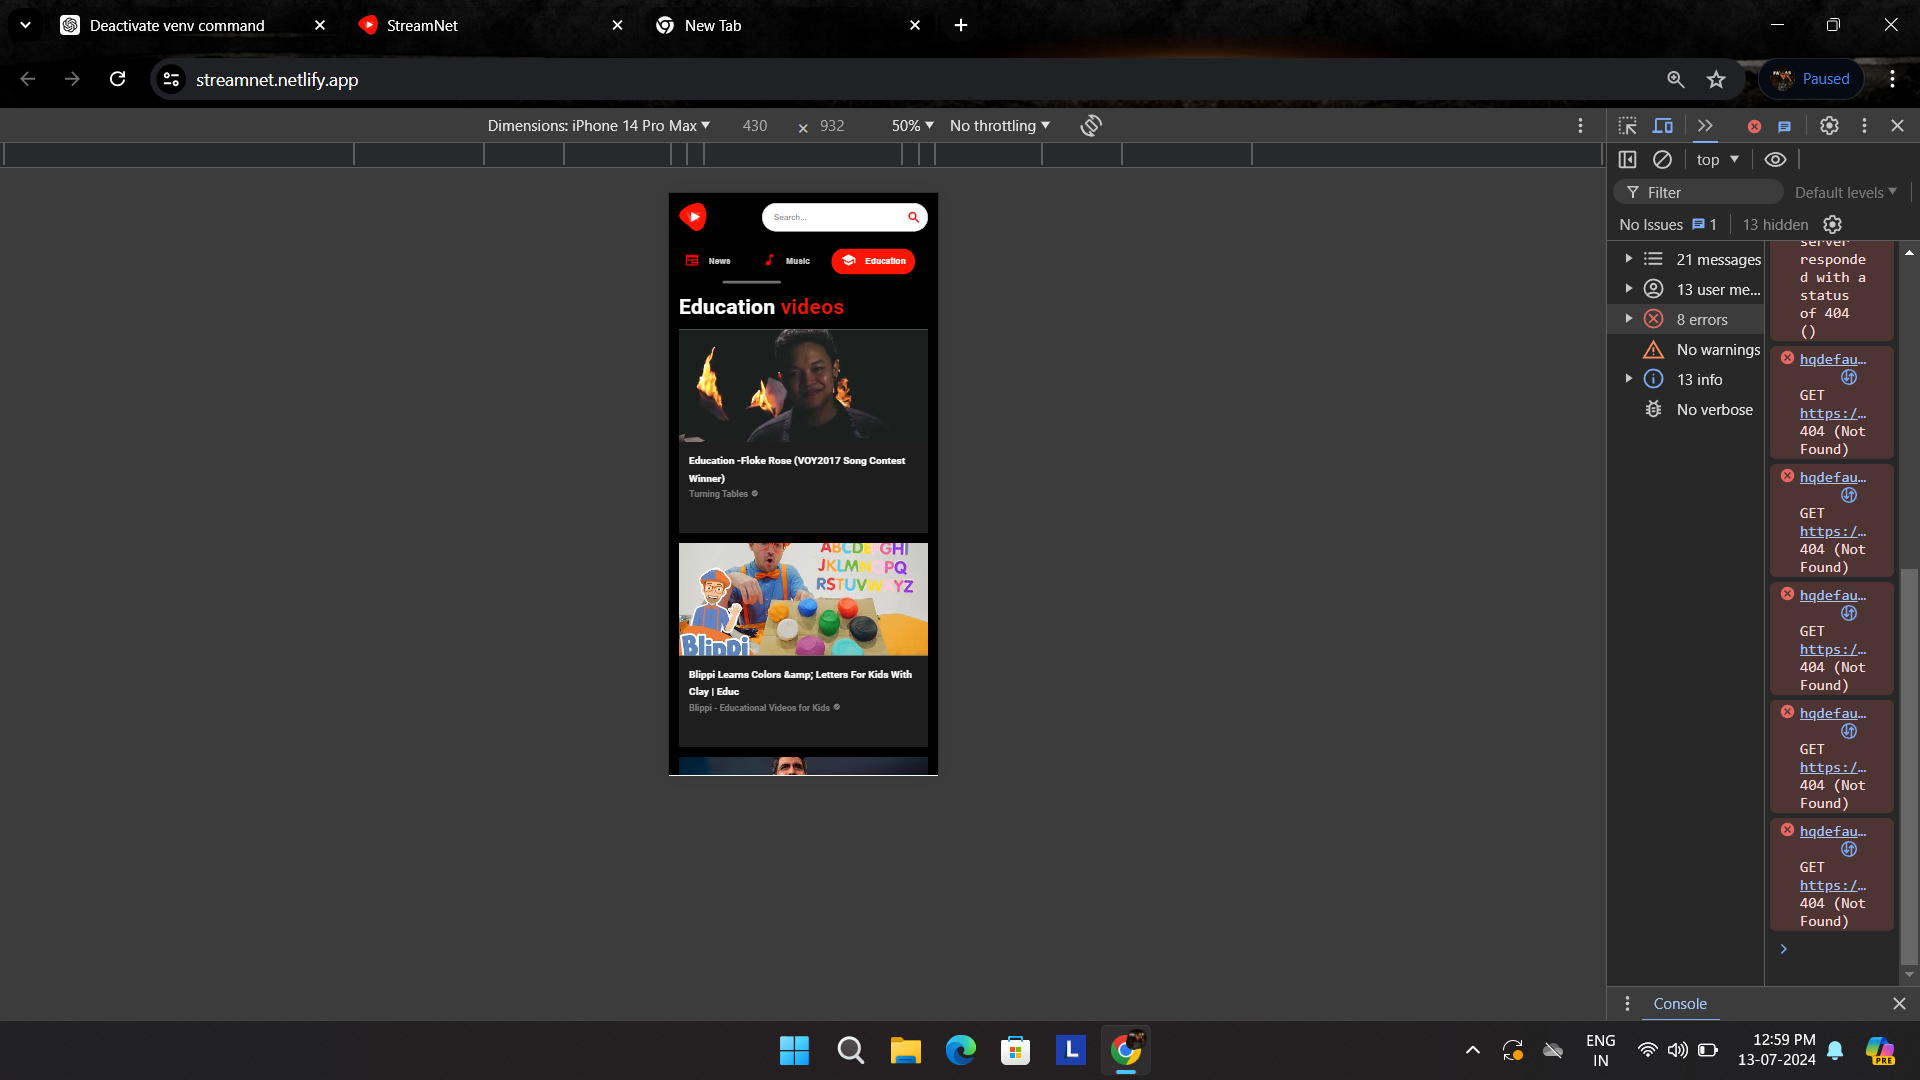 Deactivate venv command
StreamNet
New Tab
streamnet.netlify.app
Paused
Dimensions: iPhone 14 Pro Max
430
×
932
50%
No throttling
top
Filter
Default levels
No Issues
1
13 hidden
21 messages
13 user me...
8 errors
No warnings
13 info
No verbose
server
responde
d with a
status
of 404
()
hqdefau…
GET
https:/…
404 (Not
Found)
hqdefau…
GET
https:/…
404 (Not
Found)
hqdefau…
GET
https:/…
404 (Not
Found)
hqdefau…
GET
https:/…
404 (Not
Found)
hqdefau…
GET
https:/…
404 (Not
Found)
Console
Search...
News
Music
Education
Education videos
Education -Floke Rose (VOY2017 Song Contest
Winner)
Turning Tables
ABCDEFGHI
JKLMNOPQ
RSTUVWXYZ
Blippi
Blippi Learns Colors &amp; Letters For Kids With
Clay | Educ
Blippi - Educational Videos for Kids
L
ENG
IN
12:59 PM
13-07-2024
PRE